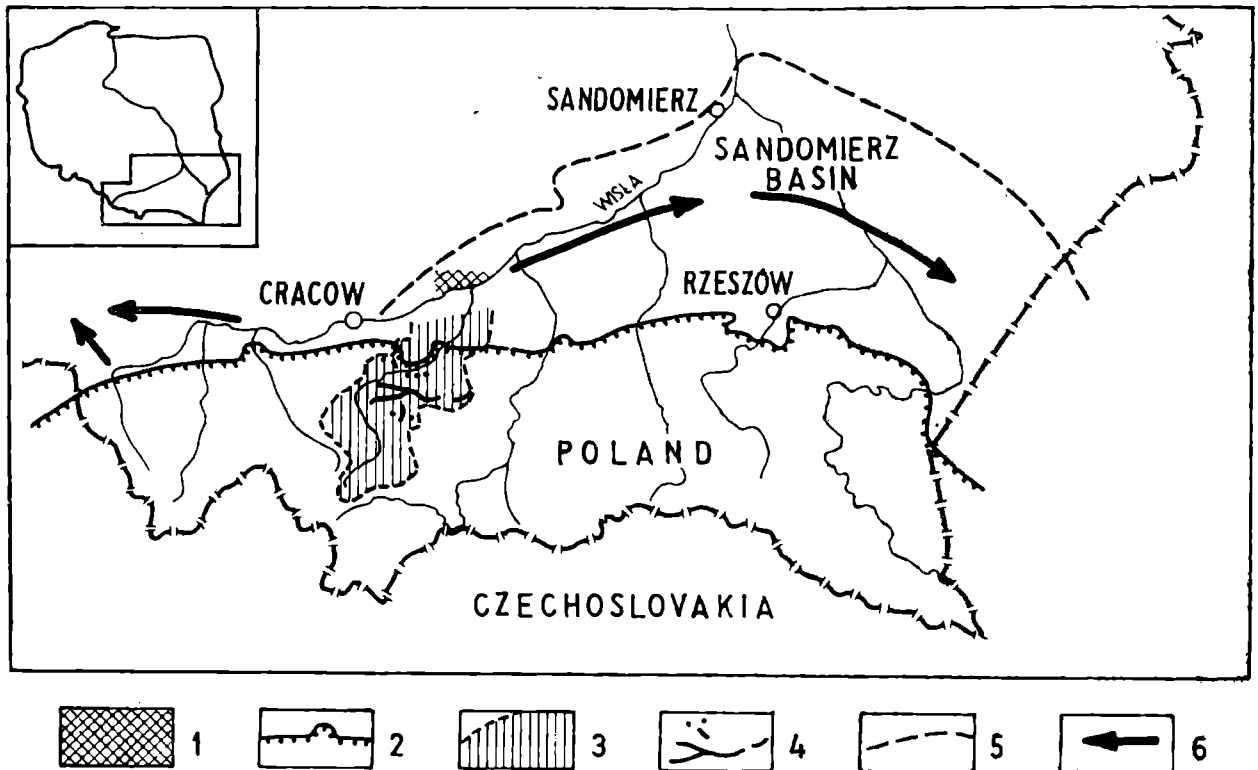 SANDOMIERZ
SANDOMIERZ
BASIN
WISŁA
CRACOW
RZESZÓW
POLAND
CZECHOSLOVAKIA
1 2 3 4 5 6